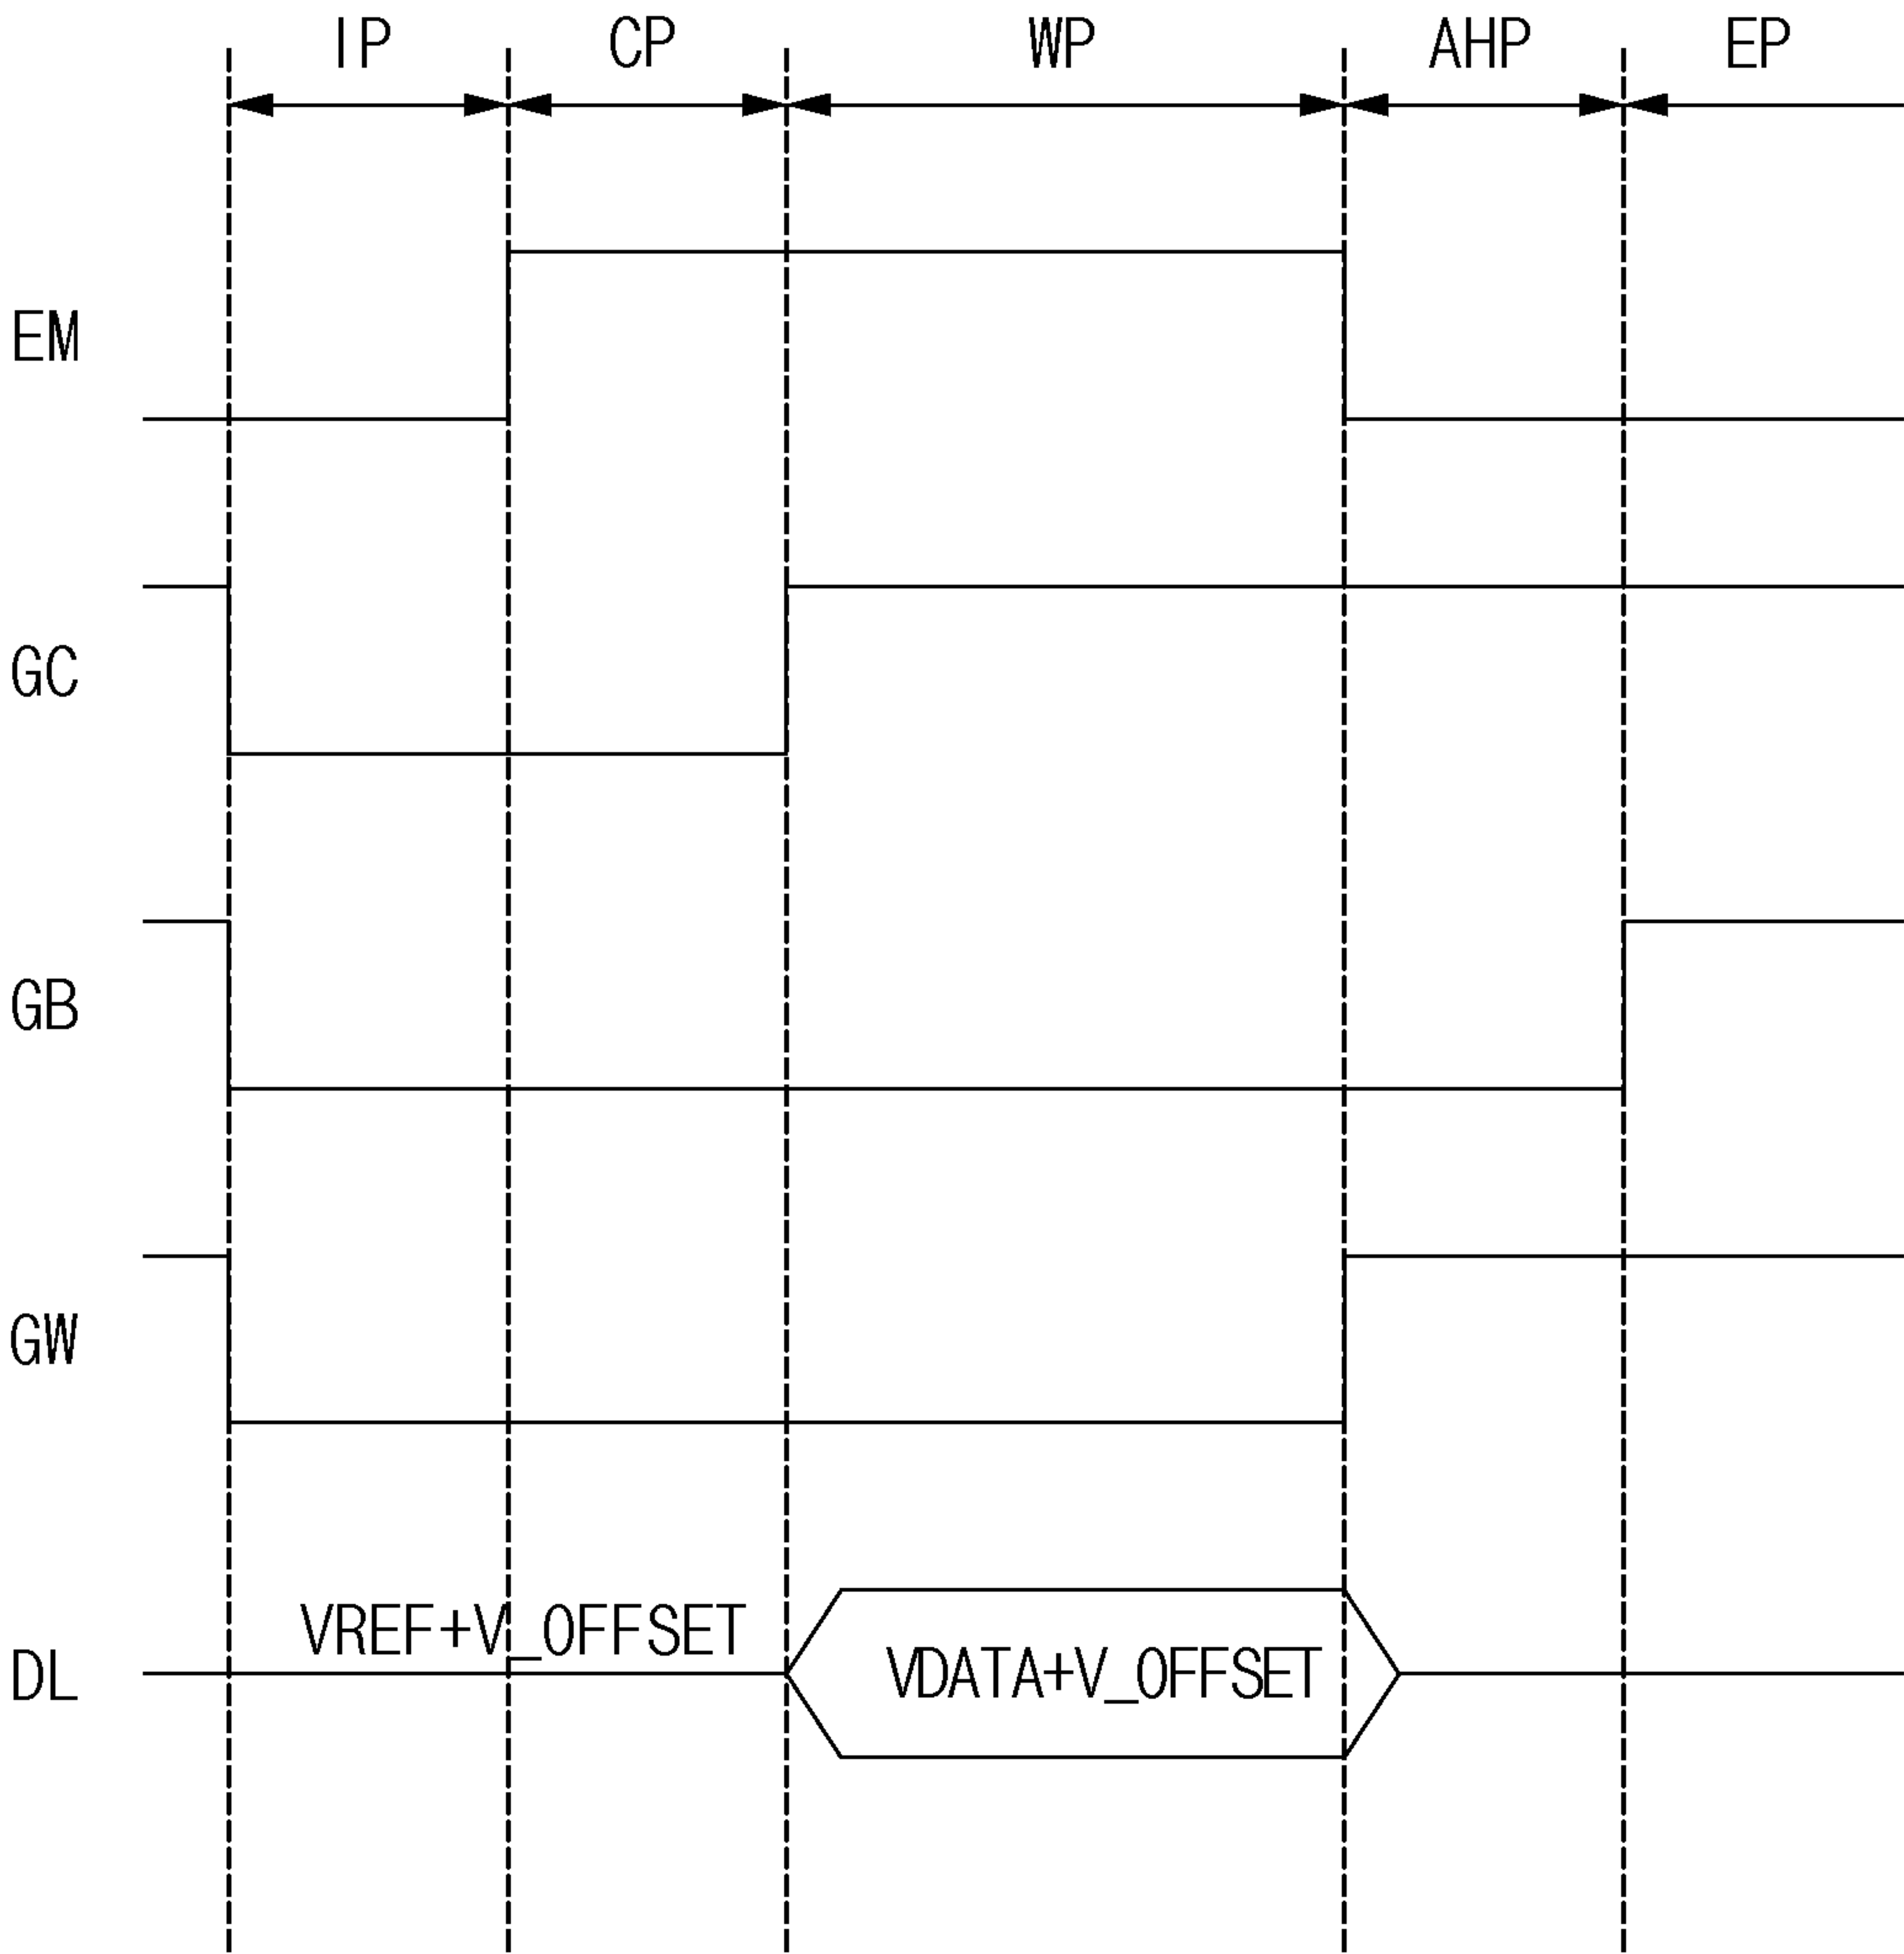 IP CP WP AHP EP
EM
GC
GB
GW
VREF+V_OFFSET
DL VDATA+V_OFFSET